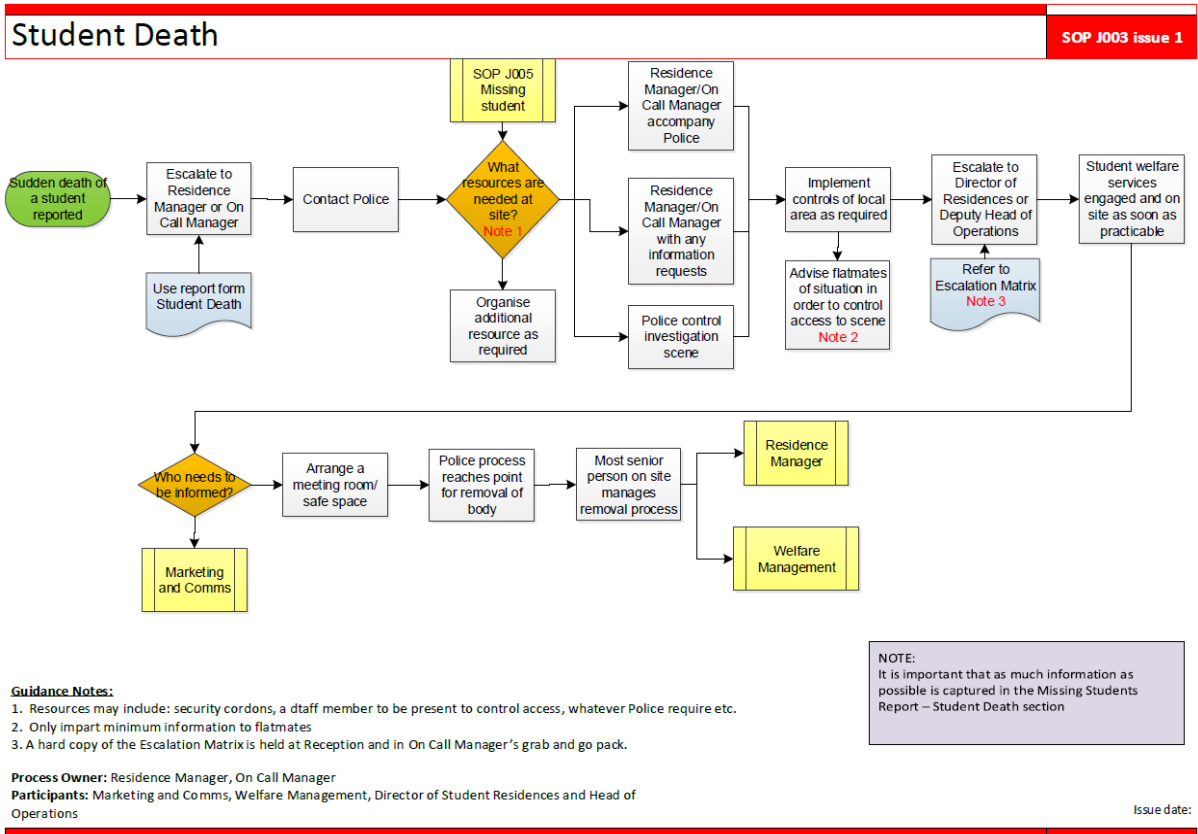 Student Death
SOP J003 issue 1
SOP J005
Missing
student
Residence
Manager/On
Call Manager
accompany
Police
Sudden death of
a student
reported
Escalate to
Residence
Manager or On
Call Manager
Contact Police
What
resources are
needed at
site?
Note 1
Residence
Manager/On
Call Manager
with any
information
requests
Implement
controls of local
area as required
Escalate to
Director of
Residences or
Deputy Head of
Operations
Student welfare
services
engaged and on
site as soon as
practicable
Use report form
Student Death
Organise
additional
resource as
required
Police control
investigation
scene
Advise flatmates
of situation in
order to control
access to scene
Note 2
Refer to
Escalation Matrix
Note 3
Who needs to
be informed?
Arrange a
meeting room/
safe space
Police process
reaches point
for removal of
body
Most senior
person on site
manages
removal process
Residence
Manager
Marketing
and Comms
Welfare
Management
NOTE:
It is important that as much information as
possible is captured in the Missing Students
Report – Student Death section
Guidance Notes:
1. Resources may include: security cordons, a dtaff member to be present to control access, whatever Police require etc.
2. Only impart minimum information to flatmates
3. A hard copy of the Escalation Matrix is held at Reception and in On Call Manager's grab and go pack.
Process Owner: Residence Manager, On Call Manager
Participants: Marketing and Comms, Welfare Management, Director of Student Residences and Head of
Operations
Issue date: